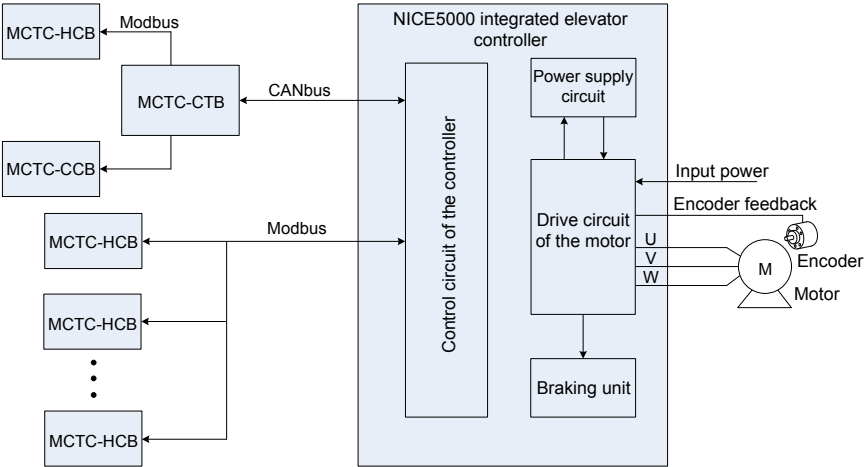 NICE5000 integrated elevator
controller
MCTC-HCB
Modbus
MCTC-CTB
CANbus
MCTC-CCB
MCTC-HCB
Modbus
MCTC-HCB
MCTC-HCB
Control circuit of the controller
Power supply
circuit
Drive circuit
of the motor
Braking unit
Input power
Encoder feedback
U
V
W
M
Encoder
Motor